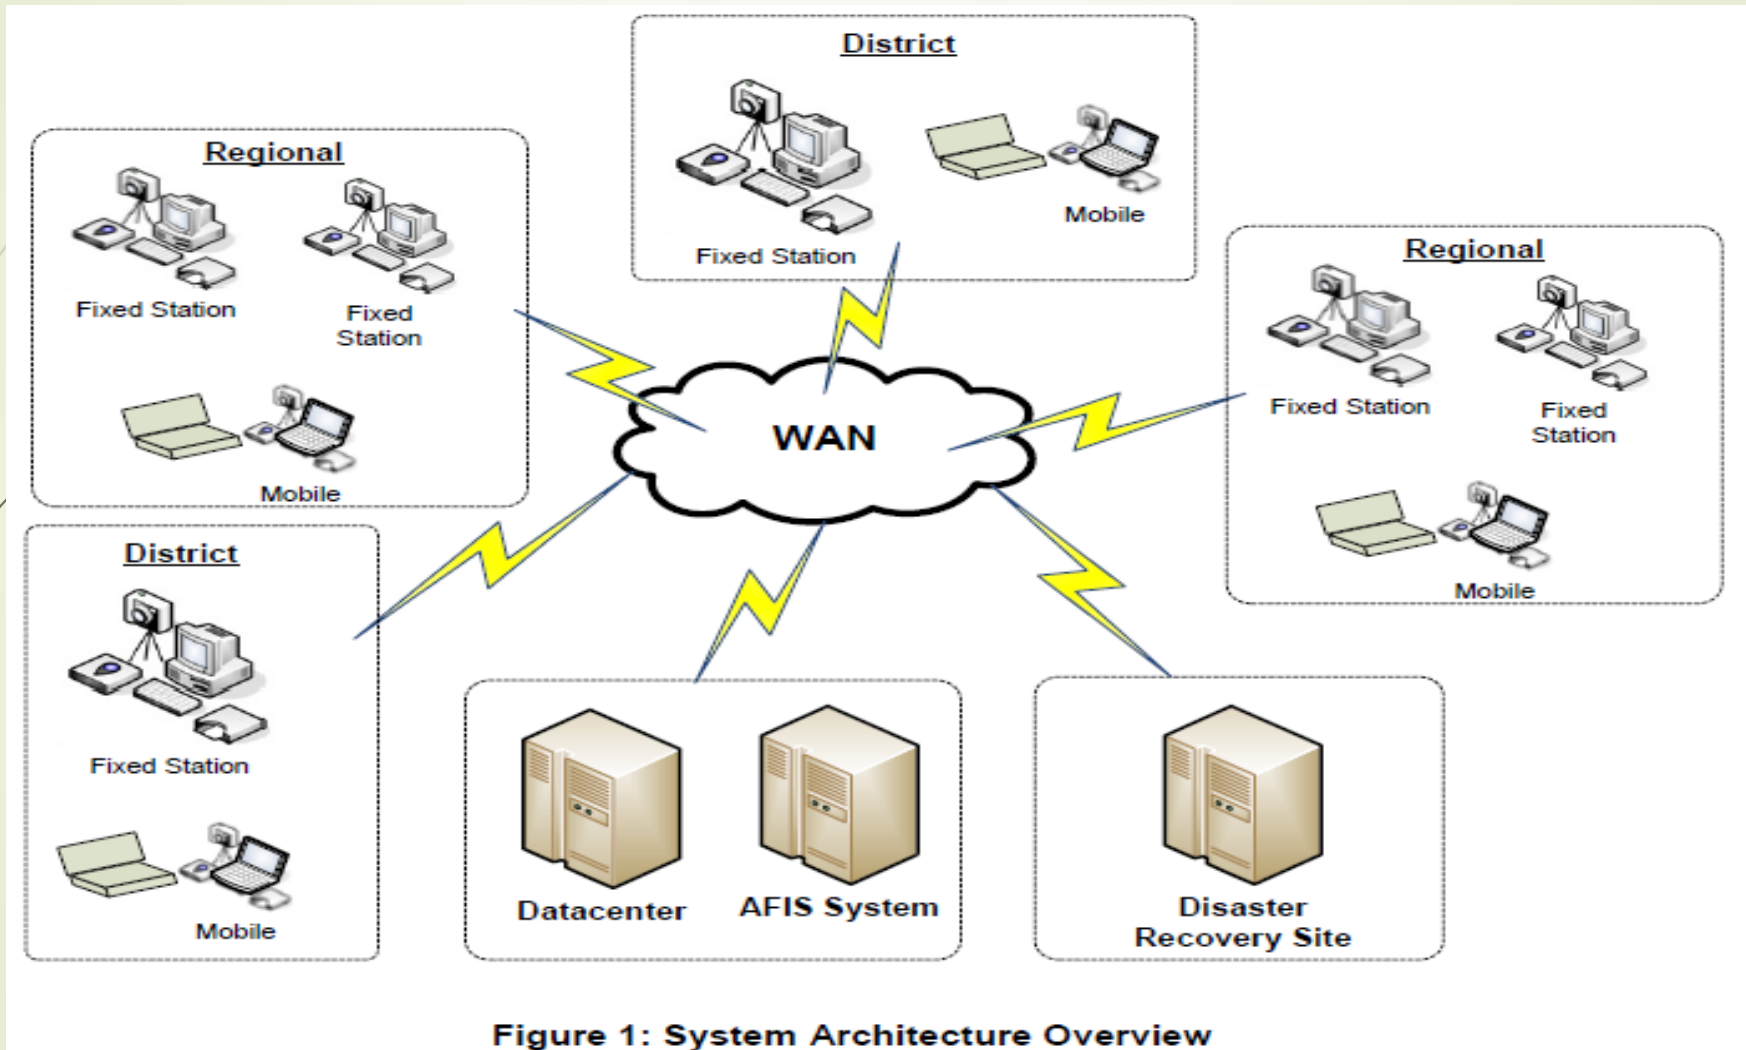 District
Fixed Station
Mobile
Regional
Fixed Station
Fixed
Station
Mobile
Regional
Fixed Station
Fixed
Station
Mobile
WAN
District
Fixed Station
Mobile
Datacenter
AFIS System
Disaster
Recovery Site
Figure 1: System Architecture Overview